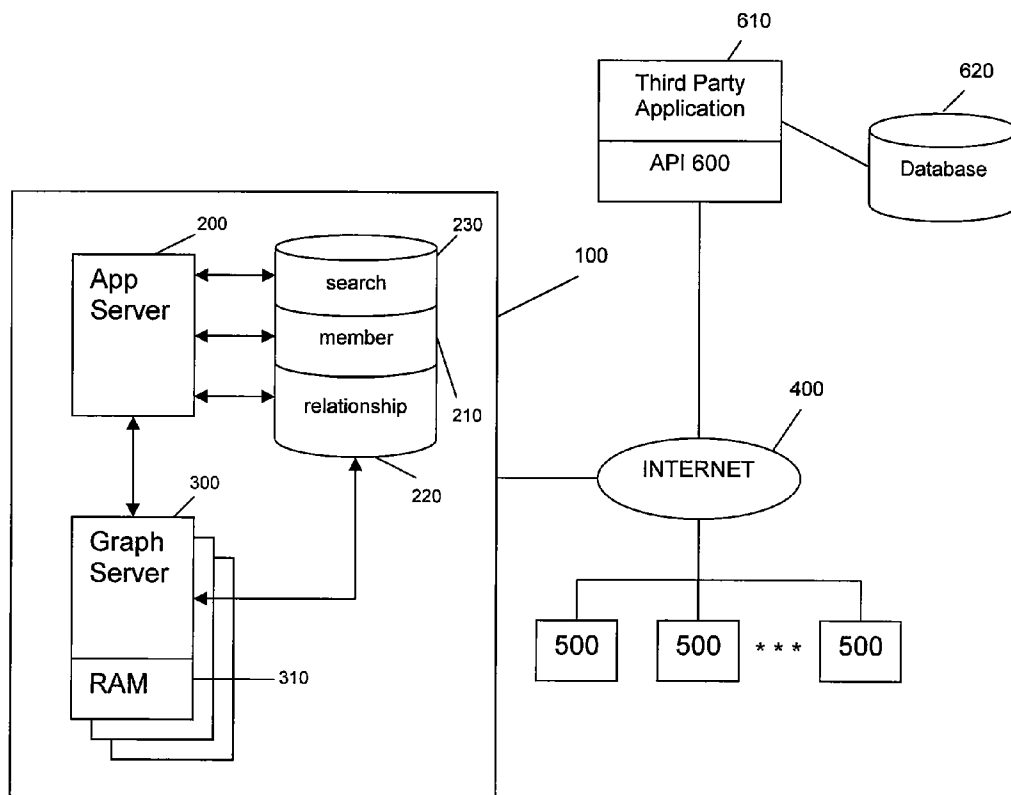 610
Third Party
Application
API 600
620
Database
200
App
Server
230
search
member
relationship
210
220
100
300
Graph
Server
RAM
310
400
INTERNET
500
500
* * *
500